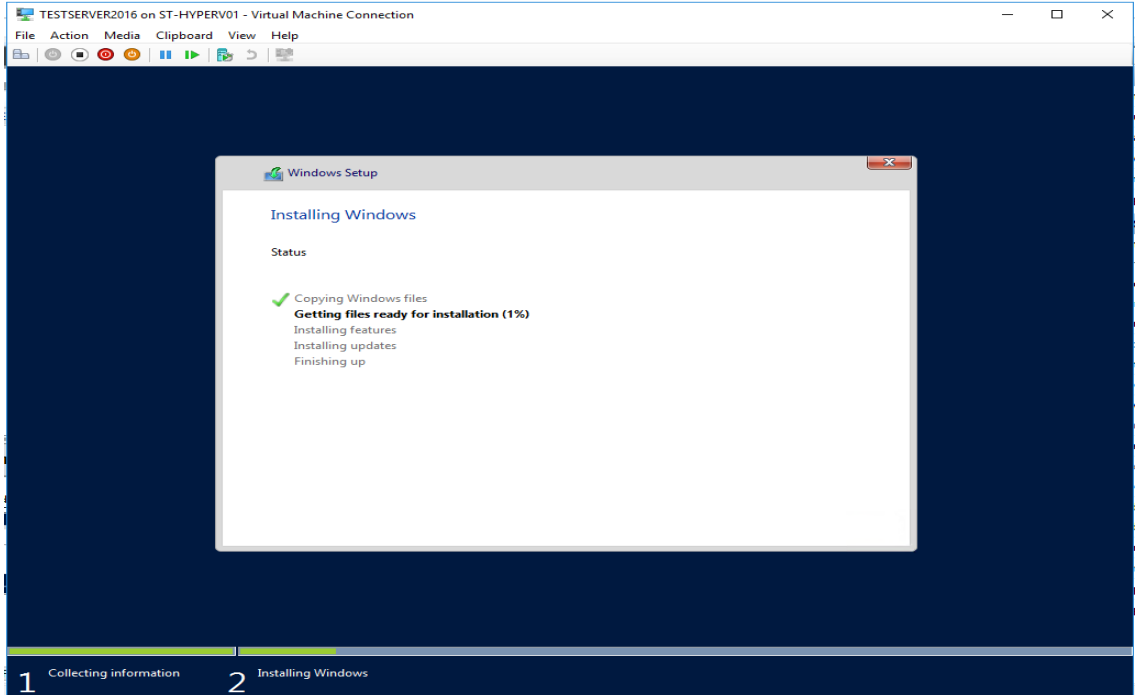 TESTSERVER2016 on ST-HYPERV01 - Virtual Machine Connection
File Action Media Clipboard View Help
Windows Setup
Installing Windows
Status
Copying Windows files
Getting files ready for installation (1%)
Installing features
Installing updates
Finishing up
1 Collecting information 2 Installing Windows